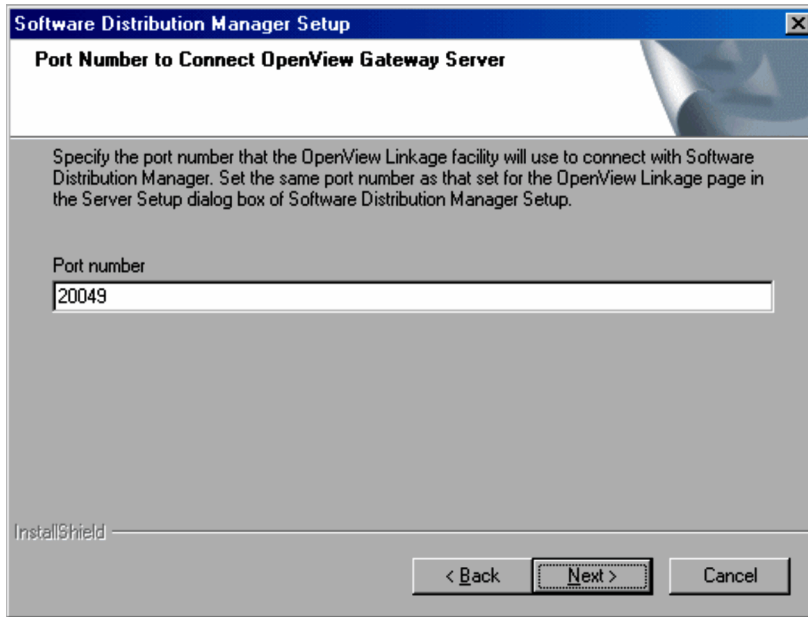 Software Distribution Manager Setup
Port Number to Connect OpenView Gateway Server
Specify the port number that the OpenView Linkage facility will use to connect with Software
Distribution Manager. Set the same port number as that set for the OpenView Linkage page in
the Server Setup dialog box of Software Distribution Manager Setup.
Port number
20049
InstallShield
< Back
Next >
Cancel